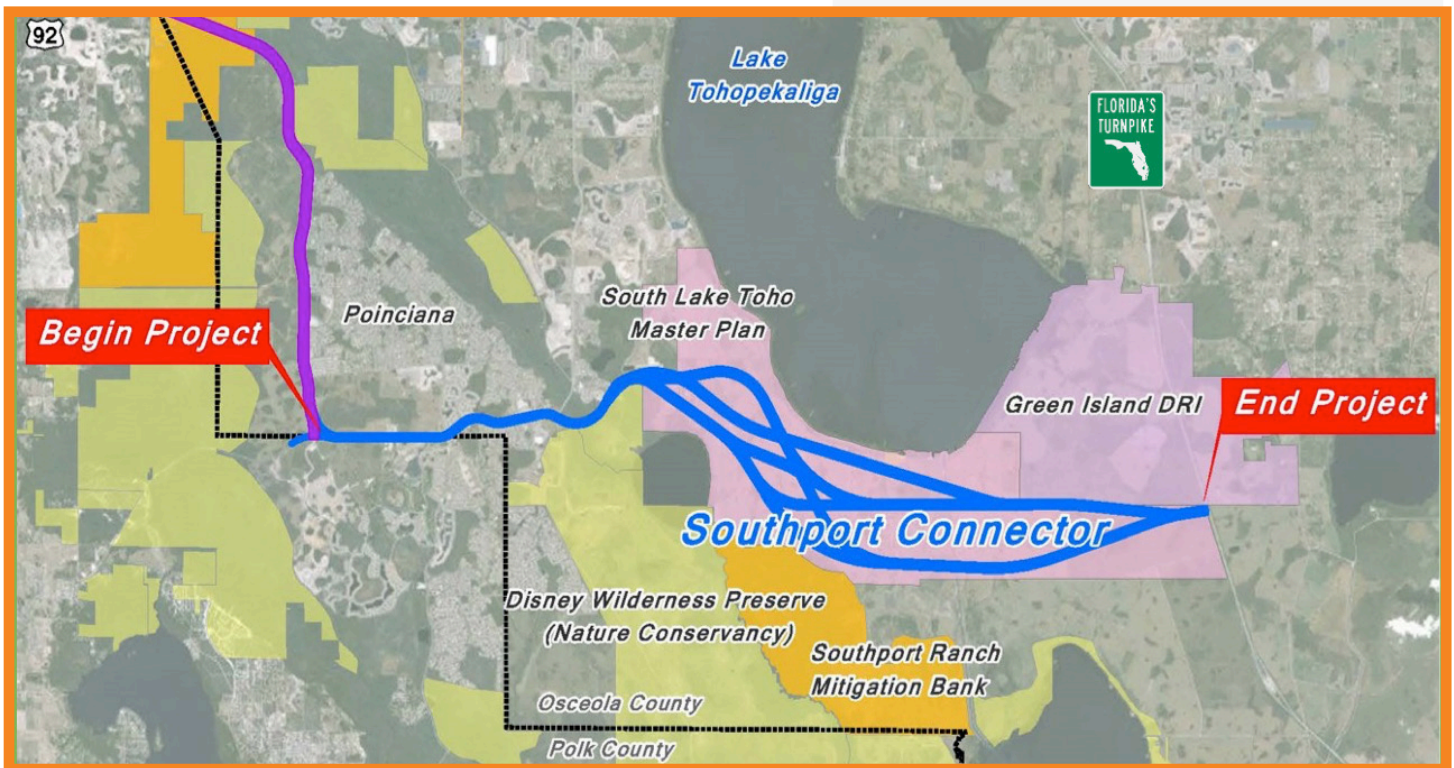 92
Lake
Tohopekaliga
FLORIDA'S
TURNPIKE
South Lake Toho
Master Plan
Poinciana
Begin Project
Green Island DRI
End Project
Southport Connector
Disney Wilderness Preserve
(Nature Conservancy)
Southport Ranch
Mitigation Bank
Osceola County
Polk County